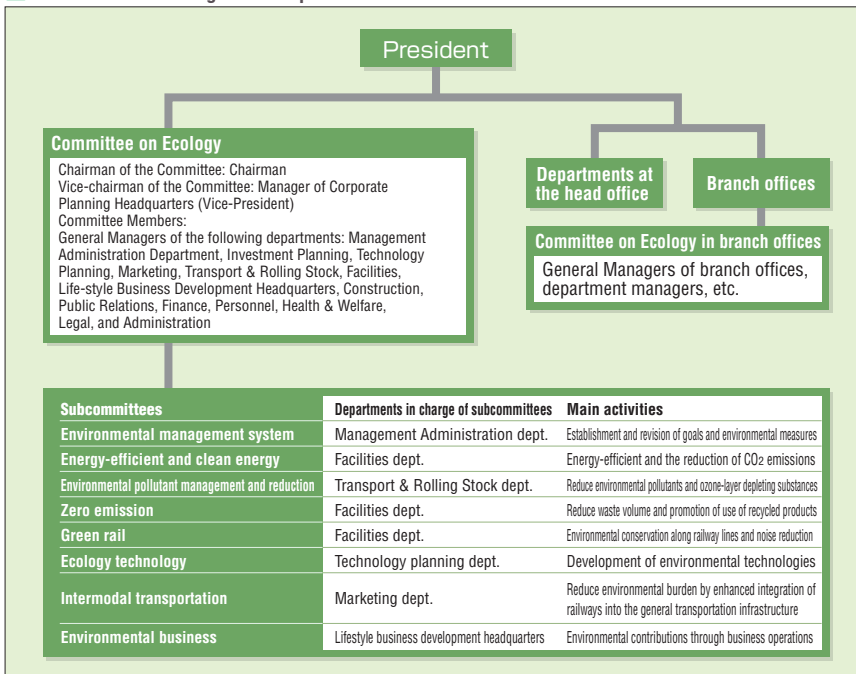 President
Committee on Ecology
Chairman of the Committee: Chairman
Vice-chairman of the Committee: Manager of Corporate
Planning Headquarters (Vice-President)
Committee Members:
General Managers of the following departments: Management
Administration Department, Investment Planning, Technology
Planning, Marketing, Transport & Rolling Stock, Facilities,
Life-style Business Development Headquarters, Construction,
Public Relations, Finance, Personnel, Health & Welfare,
Legal, and Administration
Departments at
the head office
Branch offices
Committee on Ecology in branch offices
General Managers of branch offices,
department managers, etc.
Subcommittees Departments in charge of subcommittees Main activities
Environmental management system Management Administration dept. Establishment and revision of goals and environmental measures
Energy-efficient and clean energy Facilities dept. Energy-efficient and the reduction of CO2 emissions
Environmental pollutant management and reduction Transport & Rolling Stock dept. Reduce environmental pollutants and ozone-layer depleting substances
Zero emission Facilities dept. Reduce waste volume and promotion of use of recycled products
Green rail Facilities dept. Environmental conservation along railway lines and noise reduction
Ecology technology Technology planning dept. Development of environmental technologies
Intermodal transportation Marketing dept. Reduce environmental burden by enhanced integration of
railways into the general transportation infrastructure
Environmental business Lifestyle business development headquarters Environmental contributions through business operations